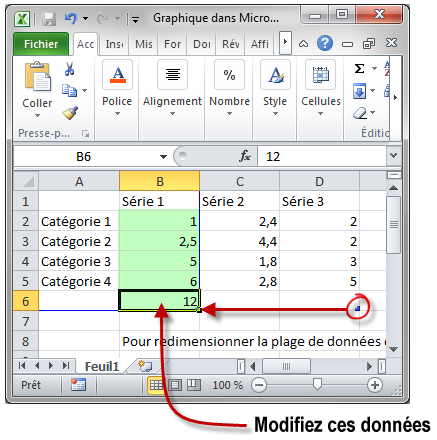 Graphique dans Micro...
Fichier Acc Ins Mis For Doi Rév Affi
Coller Police Alignement Nombre Style Cellules
Presse-p... Éditio
B6 fx 12
A B C D
1 Série 1 Série 2 Série 3
2 Catégorie 1 1 2,4 2
3 Catégorie 2 2,5 4,4 2
4 Catégorie 3 5 1,8 3
5 Catégorie 4 6 2,8 5
6 12
7
8 Pour redimensionner la plage de données
Feuil1
Prêt 100 %
Modifiez ces données